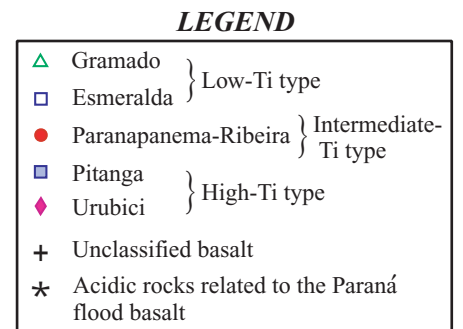 LEGEND
Gramado
Esmeralda
Low-Ti type
Paranapanema-Ribeira
Intermediate-
Ti type
Pitanga
Urubici
High-Ti type
+ Unclassified basalt
* Acidic rocks related to the Paraná
flood basalt